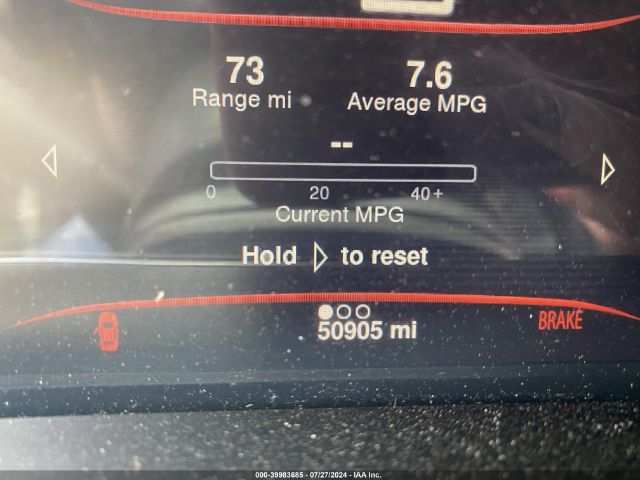 73 7.6
Range mi Average MPG
--
0 20 40+
Current MPG
Hold ▷ to reset
50905 mi BRAKE
000-39983685 - 07/27/2024 - IAA Inc.